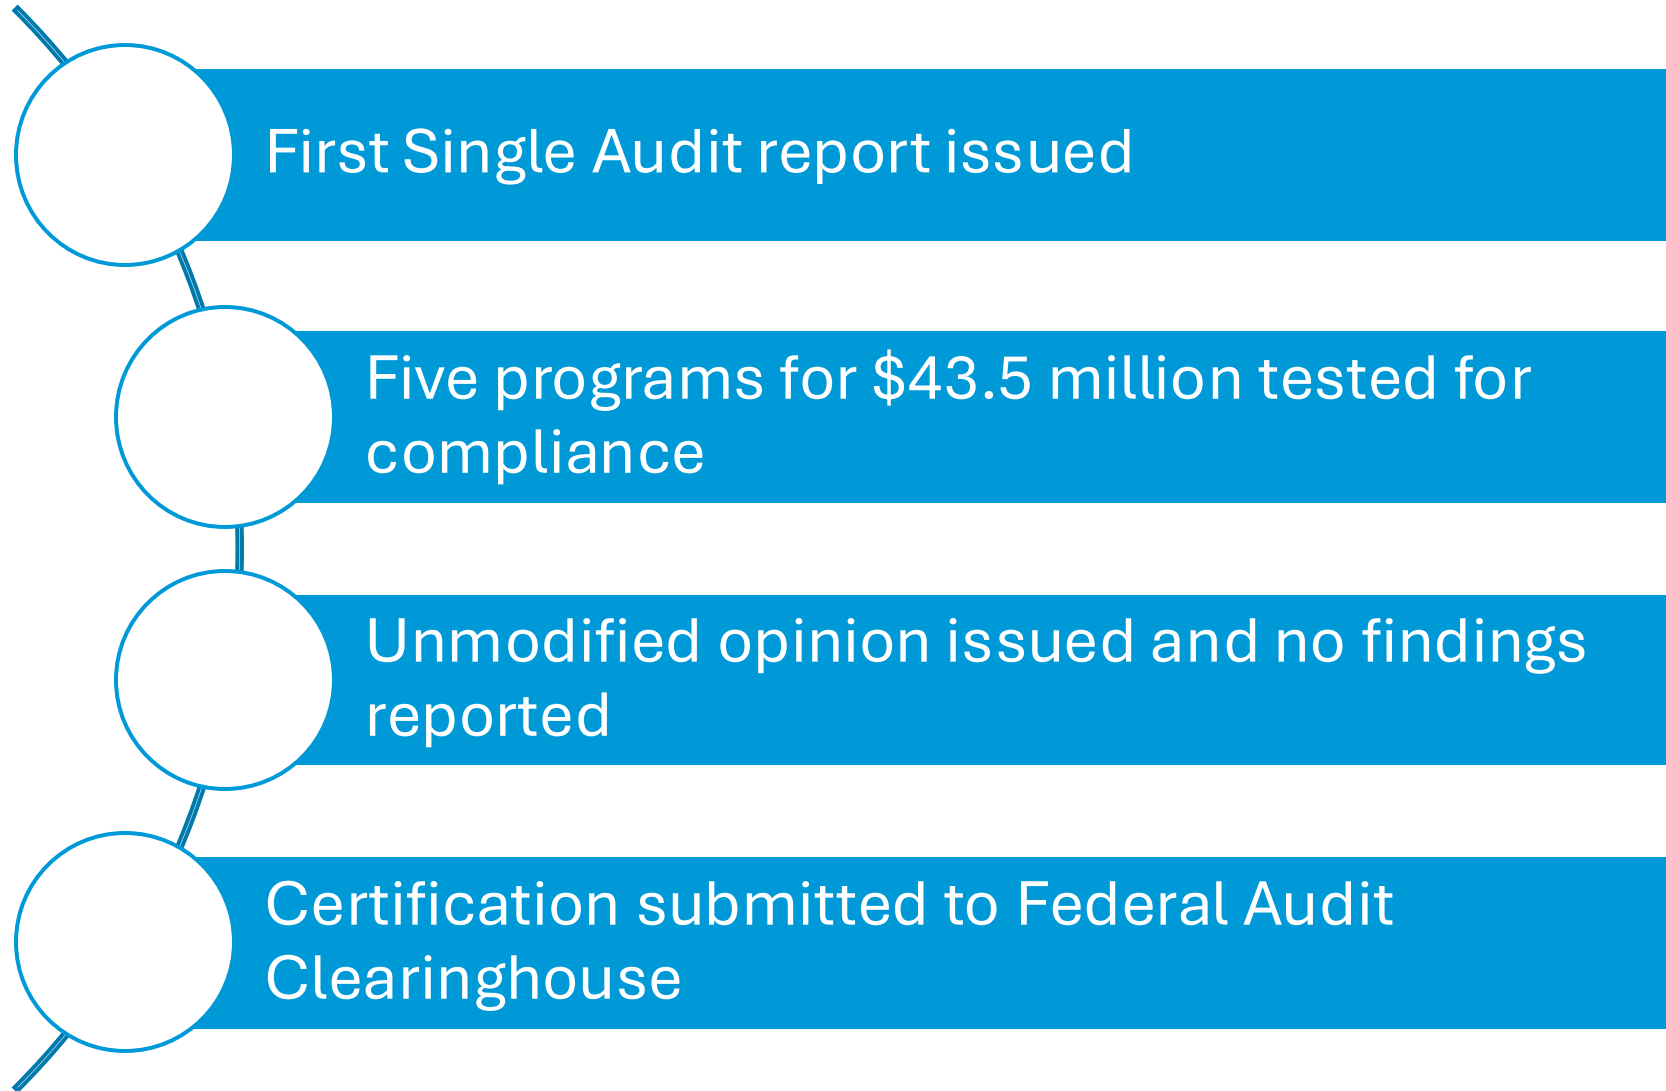 First Single Audit report issued
Five programs for $43.5 million tested for
compliance
Unmodified opinion issued and no findings
reported
Certification submitted to Federal Audit
Clearinghouse